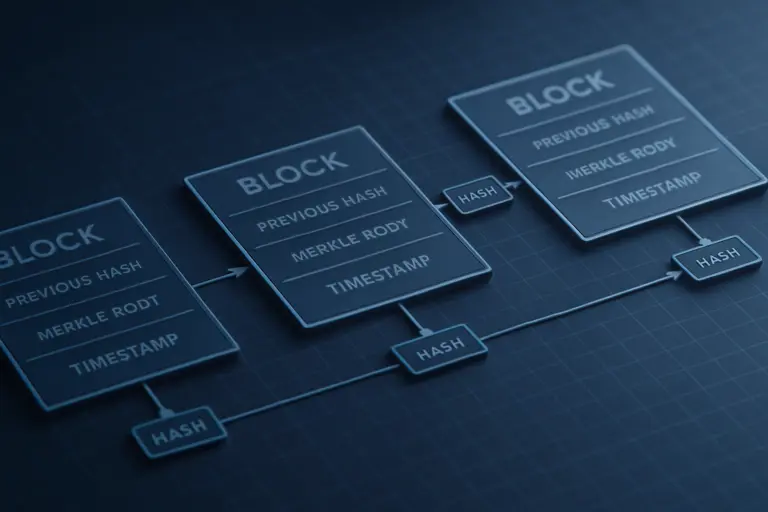 BLOCK
PREVIOUS HASH
MERKLE RODT
TIMESTAMP
HASH
BLOCK
PREVIOUS HASH
MERKLE RODY
TIMESTAMP
HASH
HASH
BLOCK
PREVIOUS HASH
MERKLE RODY
TIMESTAMP
HASH